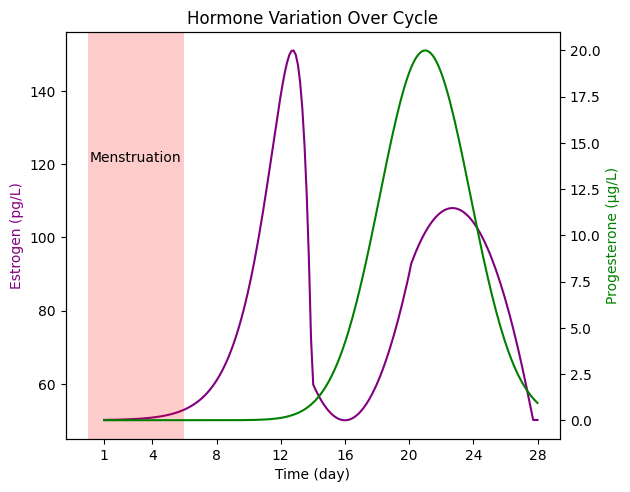 Hormone Variation Over Cycle
Estrogen (pg/L)
140
120
100
80
60
Menstruation
20.0
17.5
15.0
12.5
10.0
7.5
5.0
2.5
0.0
Progesterone (µg/L)
1 4 8 12 16 20 24 28
Time (day)